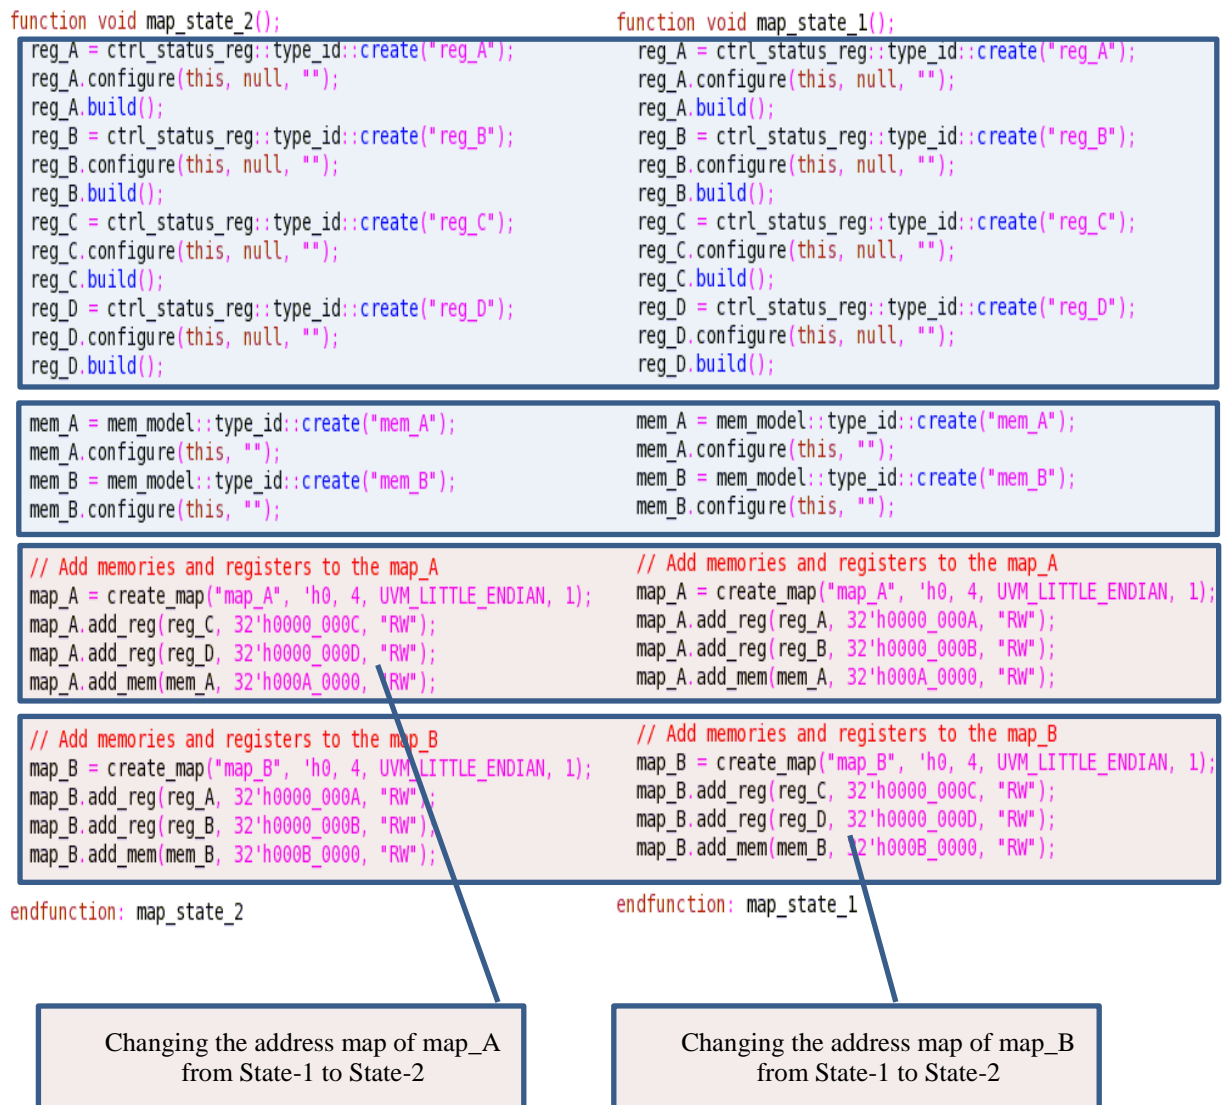 function void map_state_2();
reg_A = ctrl_status_reg::type_id::create("reg_A");
reg_A.configure(this, null, "");
reg_A.build();
reg_B = ctrl_status_reg::type_id::create("reg_B");
reg_B.configure(this, null, "");
reg_B.build();
reg_C = ctrl_status_reg::type_id::create("reg_C");
reg_C.configure(this, null, "");
reg_C.build();
reg_D = ctrl_status_reg::type_id::create("reg_D");
reg_D.configure(this, null, "");
reg_D.build();
mem_A = mem_model::type_id::create("mem_A");
mem_A.configure(this, "");
mem_B = mem_model::type_id::create("mem_B");
mem_B.configure(this, "");
// Add memories and registers to the map_A
map_A = create_map("map_A", 'h0, 4, UVM_LITTLE_ENDIAN, 1);
map_A.add_reg(reg_C, 32'h0000_000C, "RW");
map_A.add_reg(reg_D, 32'h0000_000D, "RW");
map_A.add_mem(mem_A, 32'h000A_0000, "RW");
// Add memories and registers to the map_B
map_B = create_map("map_B", 'h0, 4, UVM_LITTLE_ENDIAN, 1);
map_B.add_reg(reg_A, 32'h0000_000A, "RW");
map_B.add_reg(reg_B, 32'h0000_000B, "RW");
map_B.add_mem(mem_B, 32'h000B_0000, "RW");
endfunction: map_state_2
function void map_state_1();
reg_A = ctrl_status_reg::type_id::create("reg_A");
reg_A.configure(this, null, "");
reg_A.build();
reg_B = ctrl_status_reg::type_id::create("reg_B");
reg_B.configure(this, null, "");
reg_B.build();
reg_C = ctrl_status_reg::type_id::create("reg_C");
reg_C.configure(this, null, "");
reg_C.build();
reg_D = ctrl_status_reg::type_id::create("reg_D");
reg_D.configure(this, null, "");
reg_D.build();
mem_A = mem_model::type_id::create("mem_A");
mem_A.configure(this, "");
mem_B = mem_model::type_id::create("mem_B");
mem_B.configure(this, "");
// Add memories and registers to the map_A
map_A = create_map("map_A", 'h0, 4, UVM_LITTLE_ENDIAN, 1);
map_A.add_reg(reg_A, 32'h0000_000A, "RW");
map_A.add_reg(reg_B, 32'h0000_000B, "RW");
map_A.add_mem(mem_A, 32'h000A_0000, "RW");
// Add memories and registers to the map_B
map_B = create_map("map_B", 'h0, 4, UVM_LITTLE_ENDIAN, 1);
map_B.add_reg(reg_C, 32'h0000_000C, "RW");
map_B.add_reg(reg_D, 32'h0000_000D, "RW");
map_B.add_mem(mem_B, 32'h000B_0000, "RW");
endfunction: map_state_1
Changing the address map of map_A
from State-1 to State-2
Changing the address map of map_B
from State-1 to State-2